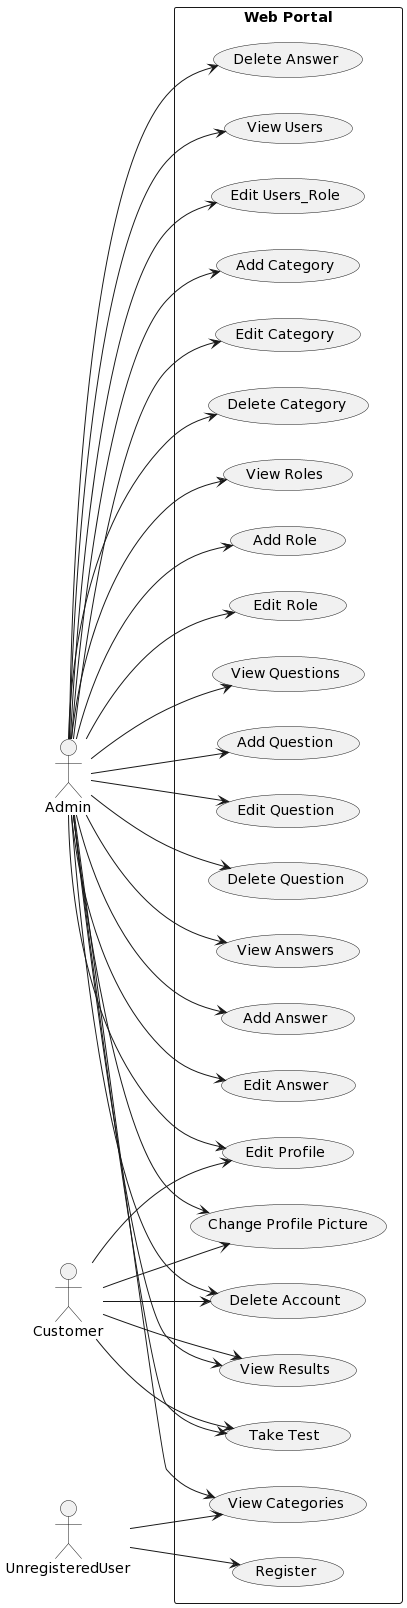 Web Portal
Delete Answer
View Users
Edit Users_Role
Add Category
Edit Category
Delete Category
View Roles
Add Role
Edit Role
View Questions
Add Question
Admin
Edit Question
Delete Question
View Answers
Add Answer
Edit Answer
Edit Profile
Change Profile Picture
Delete Account
Customer
View Results
Take Test
View Categories
UnregisteredUser
Register